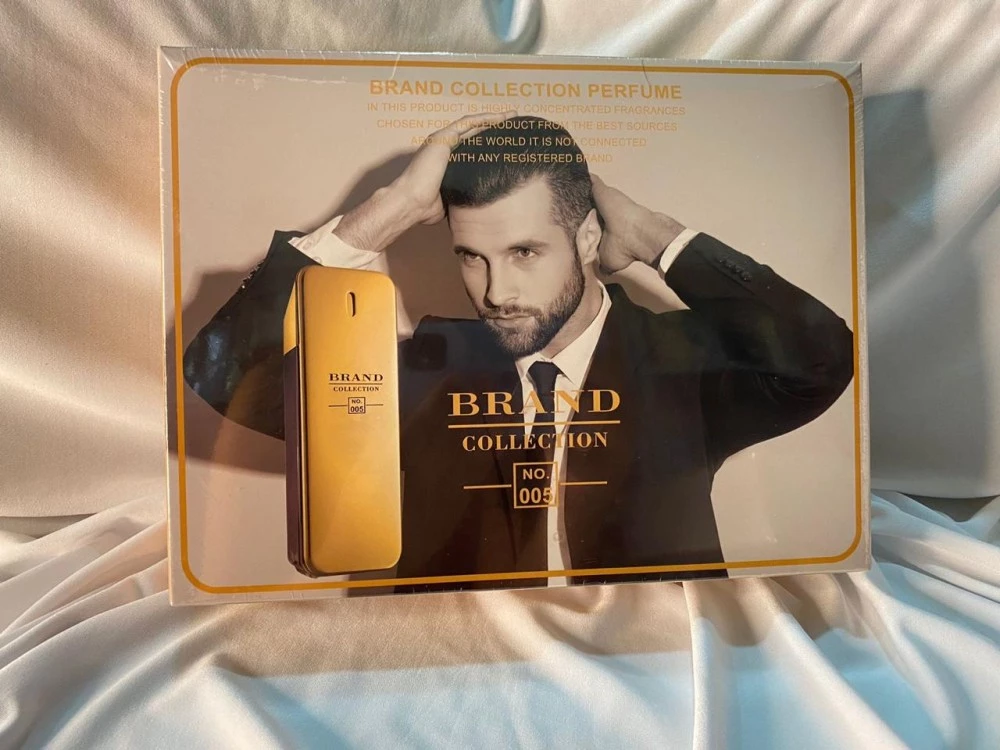 BRAND COLLECTION PERFUME
IN THIS PRODUCT IS HIGHLY CONCENTRATED FRAGRANCES
CHOSEN FOR THIS PRODUCT FROM THE BEST SOURCES
AROUND THE WORLD IT IS NOT CONNECTED
WITH ANY REGISTERED BRAND
BRAND
COLLECTION
NO.
005
BRAND
COLLECTION
NO.
005